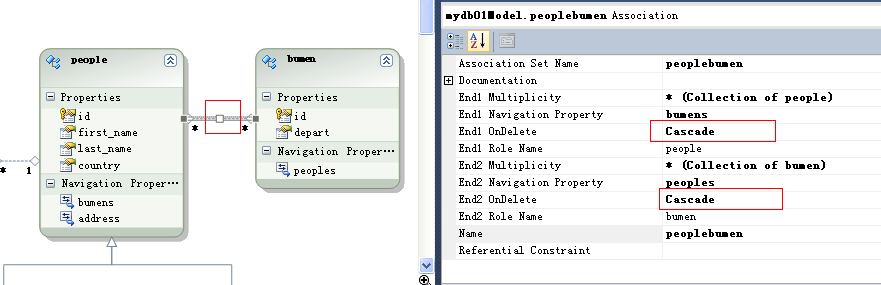 people
Properties
id
first_name
last_name
country
Navigation Proper...
bumens
address
* 1
* *
bumen
Properties
id
depart
Navigation Proper...
peoples
mydb01Model.peoplebumen Association
Association Set Name peoplebumen
Documentation
End1 Multiplicity * (Collection of people)
End1 Navigation Property bumens
End1 OnDelete Cascade
End1 Role Name people
End2 Multiplicity * (Collection of bumen)
End2 Navigation Property peoples
End2 OnDelete Cascade
End2 Role Name bumen
Name peoplebumen
Referential Constraint